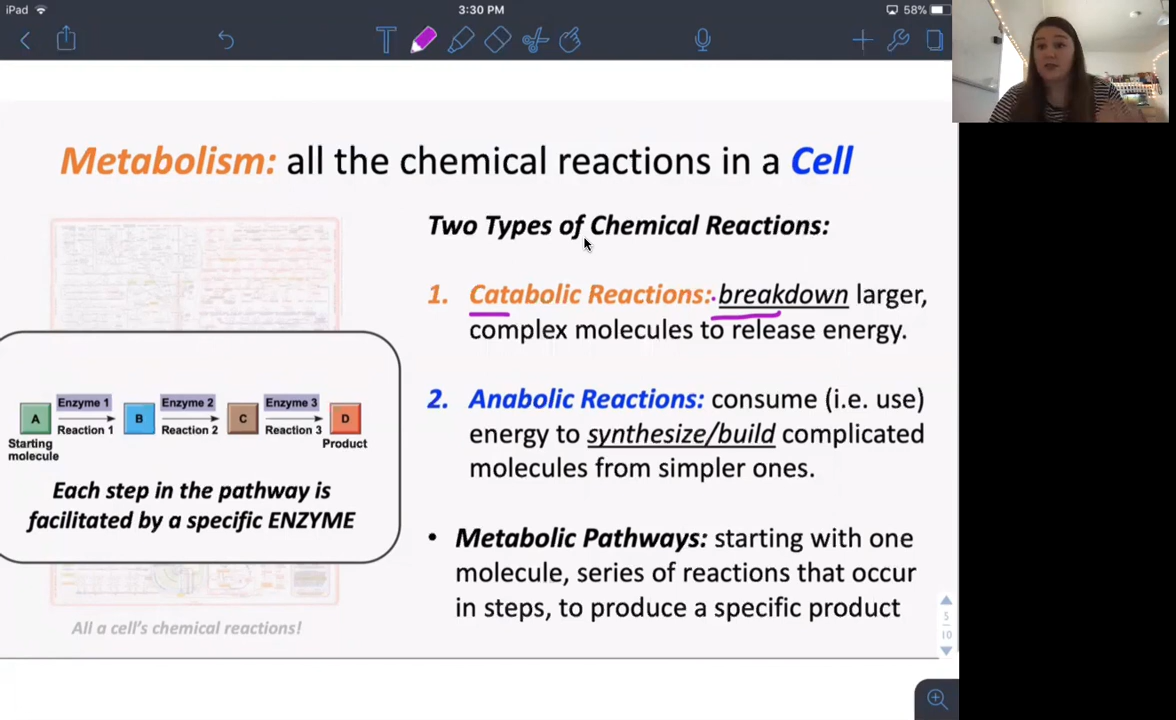 iPad
3:30 PM
58%
Metabolism: all the chemical reactions in a Cell
Two Types of Chemical Reactions:
1. Catabolic Reactions: breakdown larger,
complex molecules to release energy.
2. Anabolic Reactions: consume (i.e. use)
energy to synthesize/build complicated
molecules from simpler ones.
• Metabolic Pathways: starting with one
molecule, series of reactions that occur
in steps, to produce a specific product
A
Enzyme 1
Reaction 1
B
Enzyme 2
Reaction 2
C
Enzyme 3
Reaction 3
D
Starting
molecule
Product
Each step in the pathway is
facilitated by a specific ENZYME
All a cell's chemical reactions!
5
10